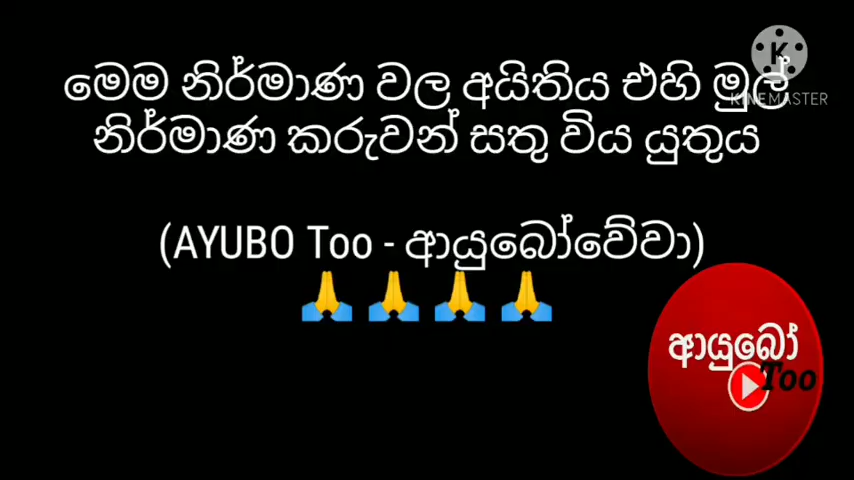 මෙම නිර්මාණ වල අයිතිය එහි මුල්
නිර්මාණ කරුවන් සතු විය යුතුය
(AYUBO Too - ආයුබෝවේවා)
🙏 🙏 🙏 🙏
K
KINEMASTER
ආයුබෝ
Too